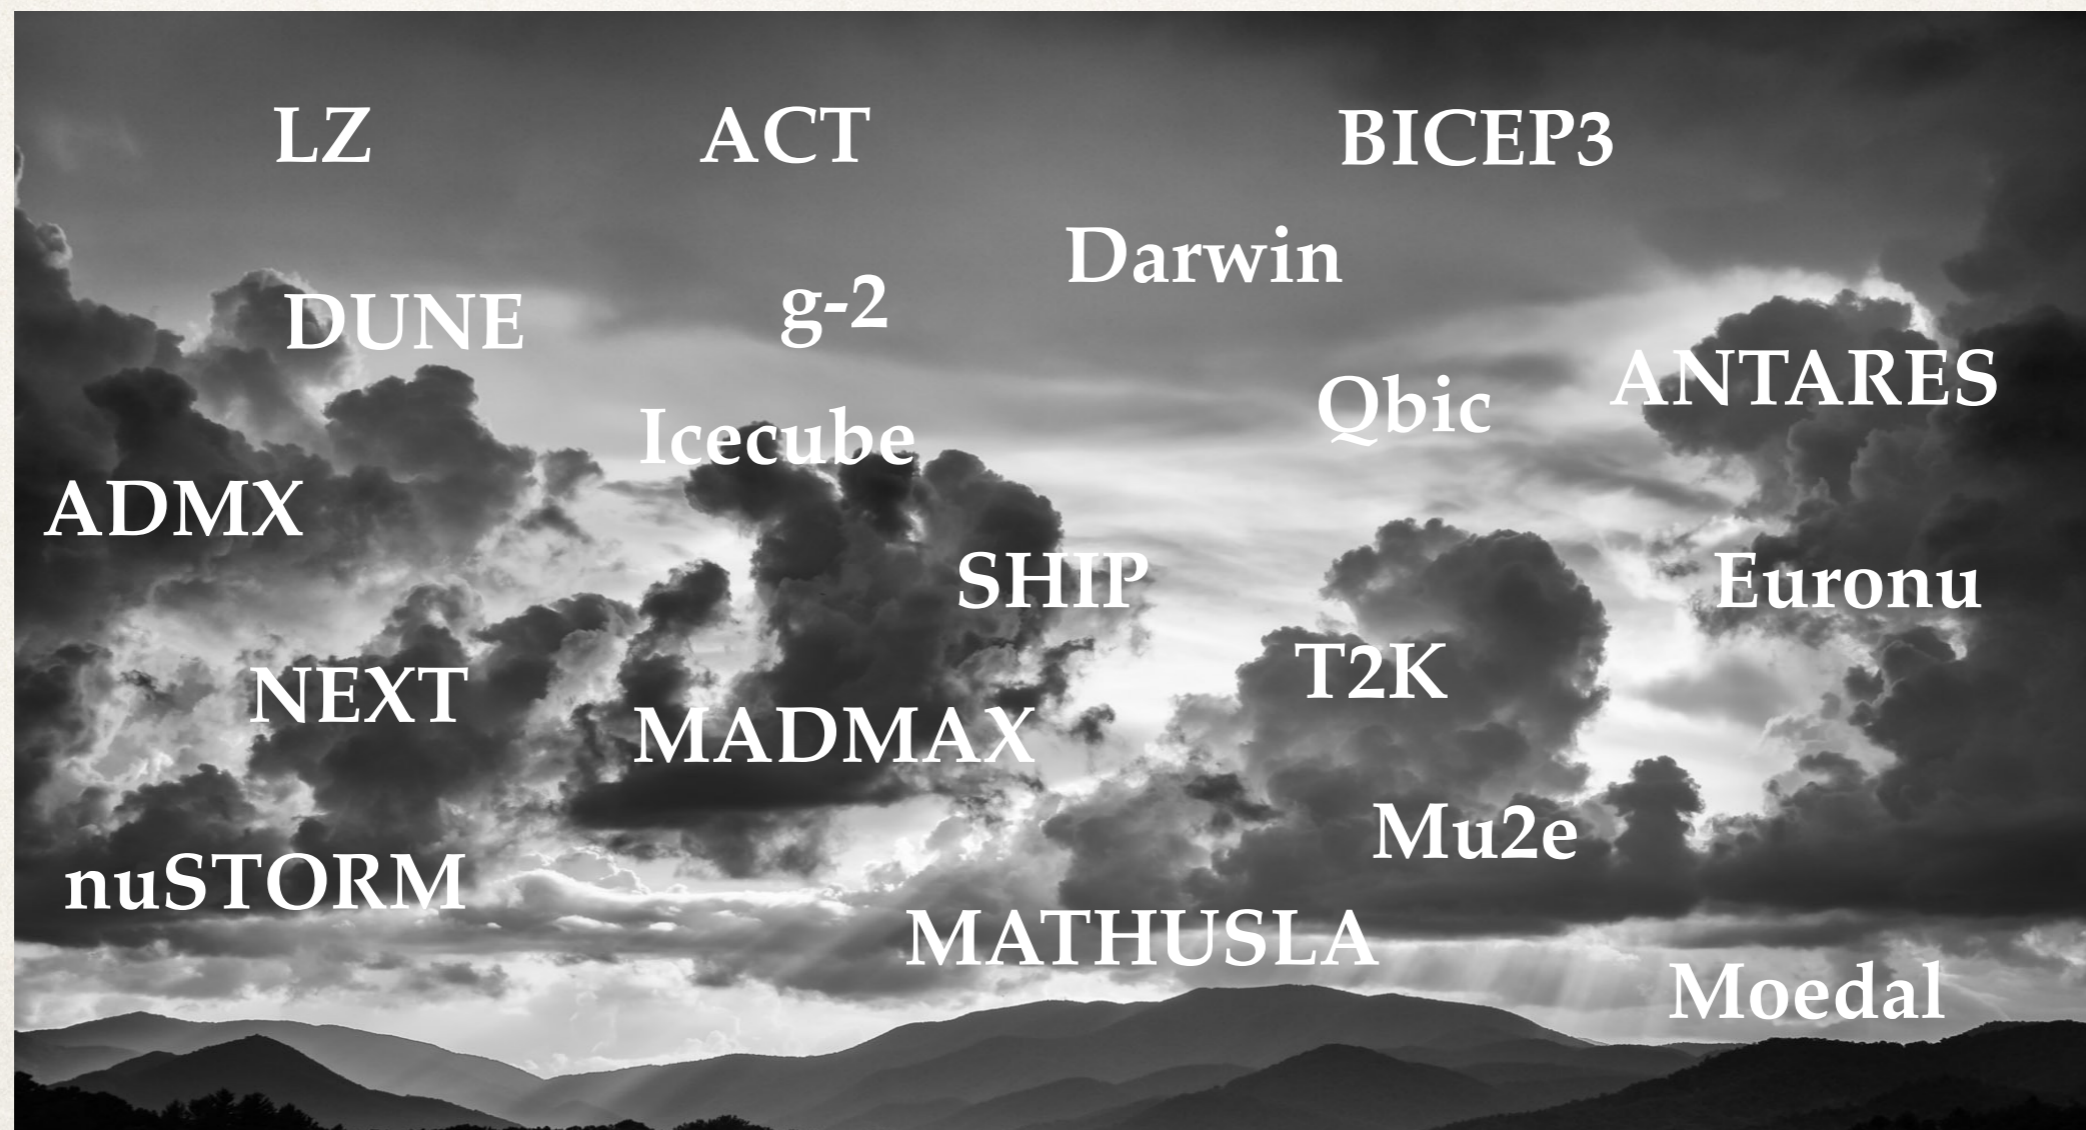 LZ
ACT
BICEP3
Darwin
DUNE
g-2
ANTARES
Qbic
Icecube
ADMX
SHIP
Euronu
T2K
NEXT
MADMAX
Mu2e
nuSTORM
MATHUSLA
Moedal